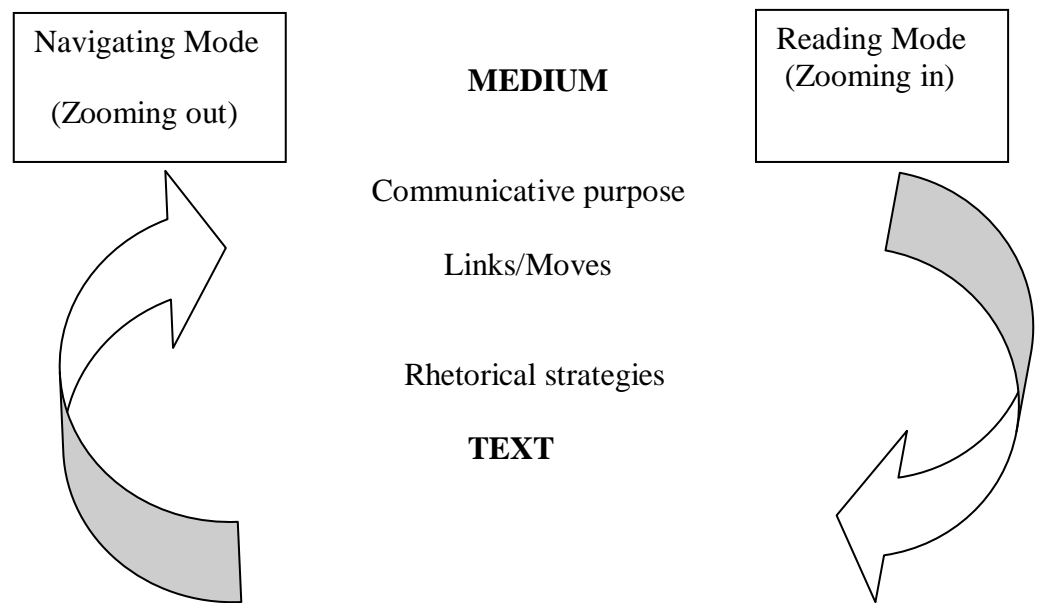 Navigating Mode
(Zooming out)
MEDIUM
Reading Mode
(Zooming in)
Communicative purpose
Links/Moves
Rhetorical strategies
TEXT